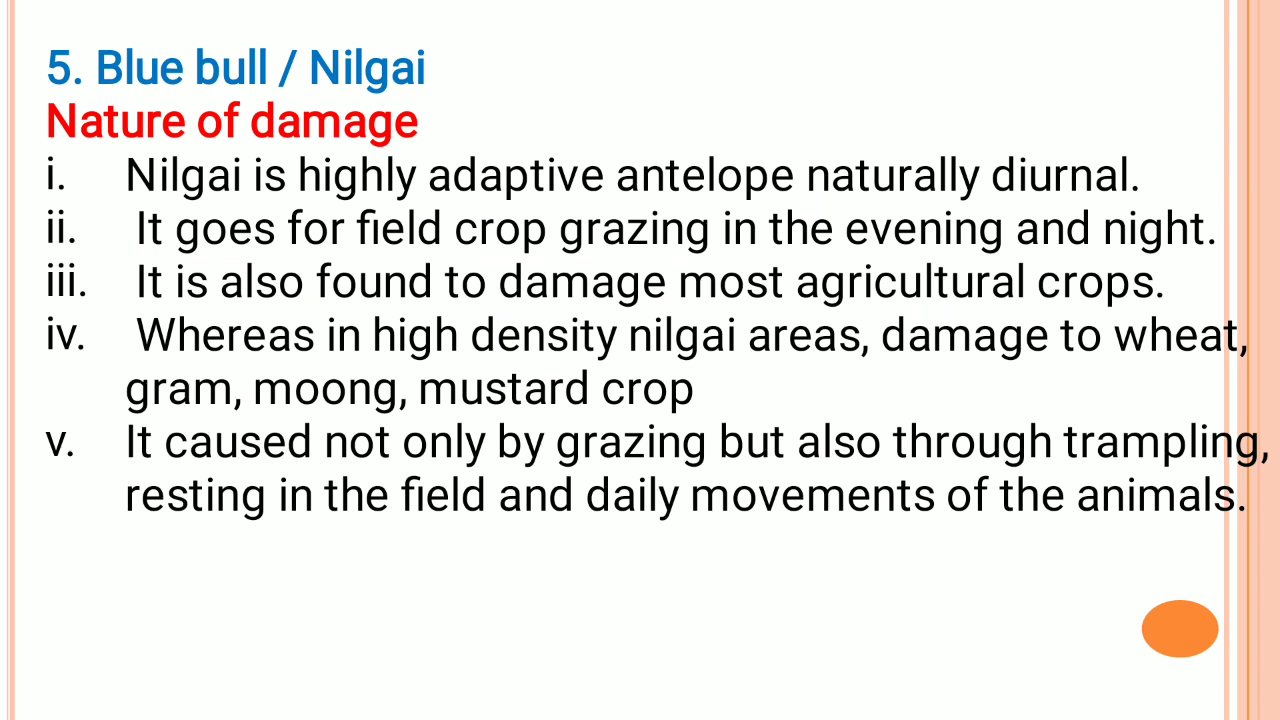 5. Blue bull / Nilgai
Nature of damage
i. Nilgai is highly adaptive antelope naturally diurnal.
ii. It goes for field crop grazing in the evening and night.
iii. It is also found to damage most agricultural crops.
iv. Whereas in high density nilgai areas, damage to wheat,
gram, moong, mustard crop
v. It caused not only by grazing but also through trampling,
resting in the field and daily movements of the animals.